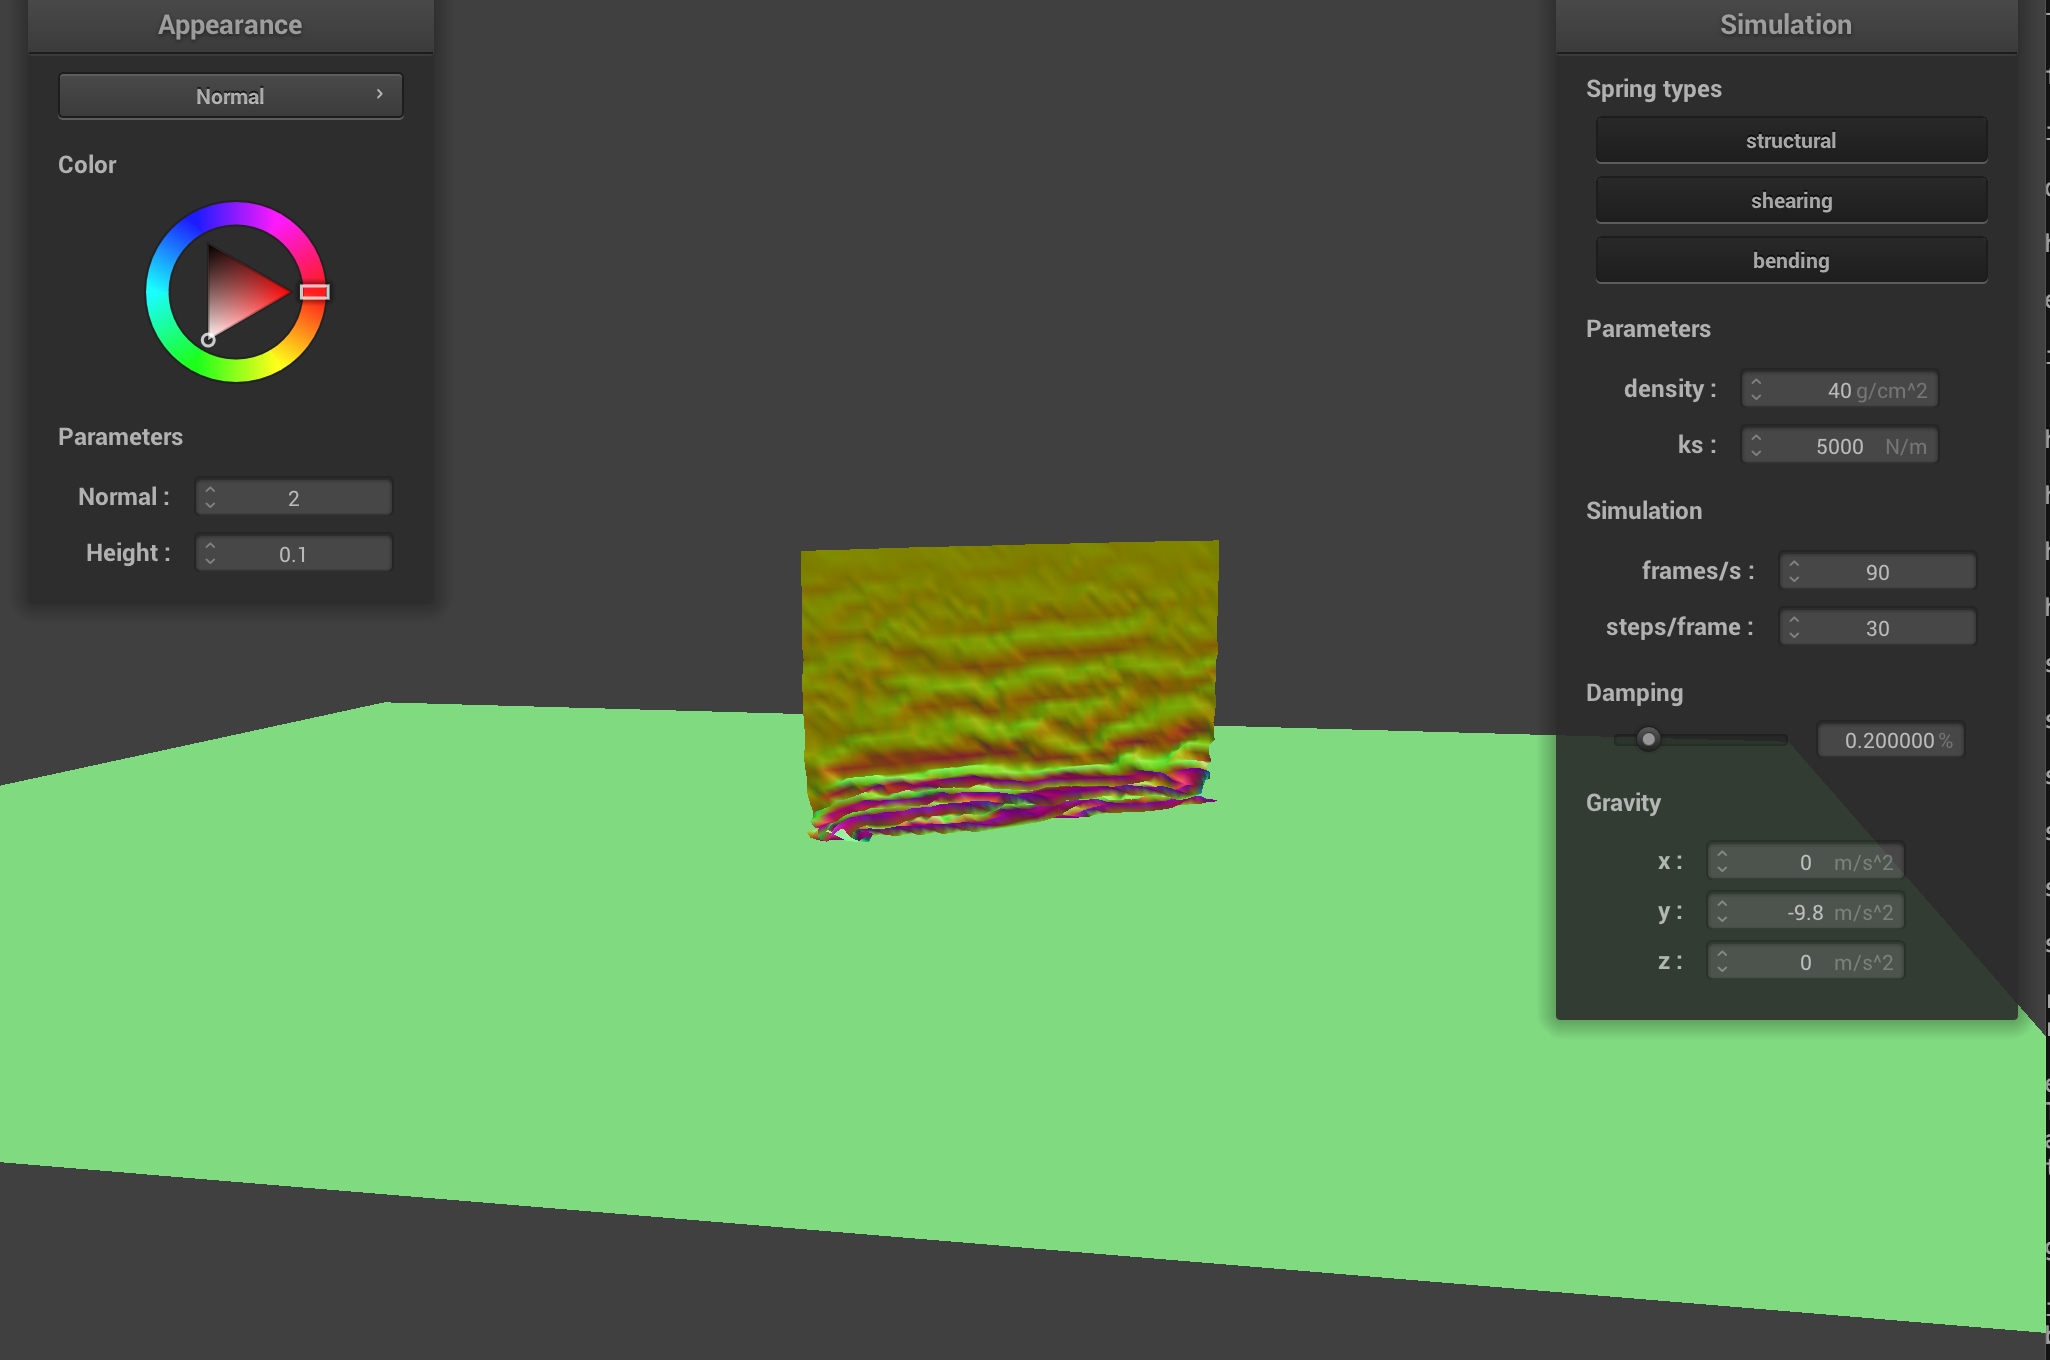 Appearance
Normal
Color
Parameters
Normal : 2
Height : 0.1
Simulation
Spring types
structural
shearing
bending
Parameters
density : 40 g/cm^2
ks : 5000 N/m
Simulation
frames/s : 90
steps/frame : 30
Damping
0.200000 %
Gravity
x : 0 m/s^2
y : -9.8 m/s^2
z : 0 m/s^2